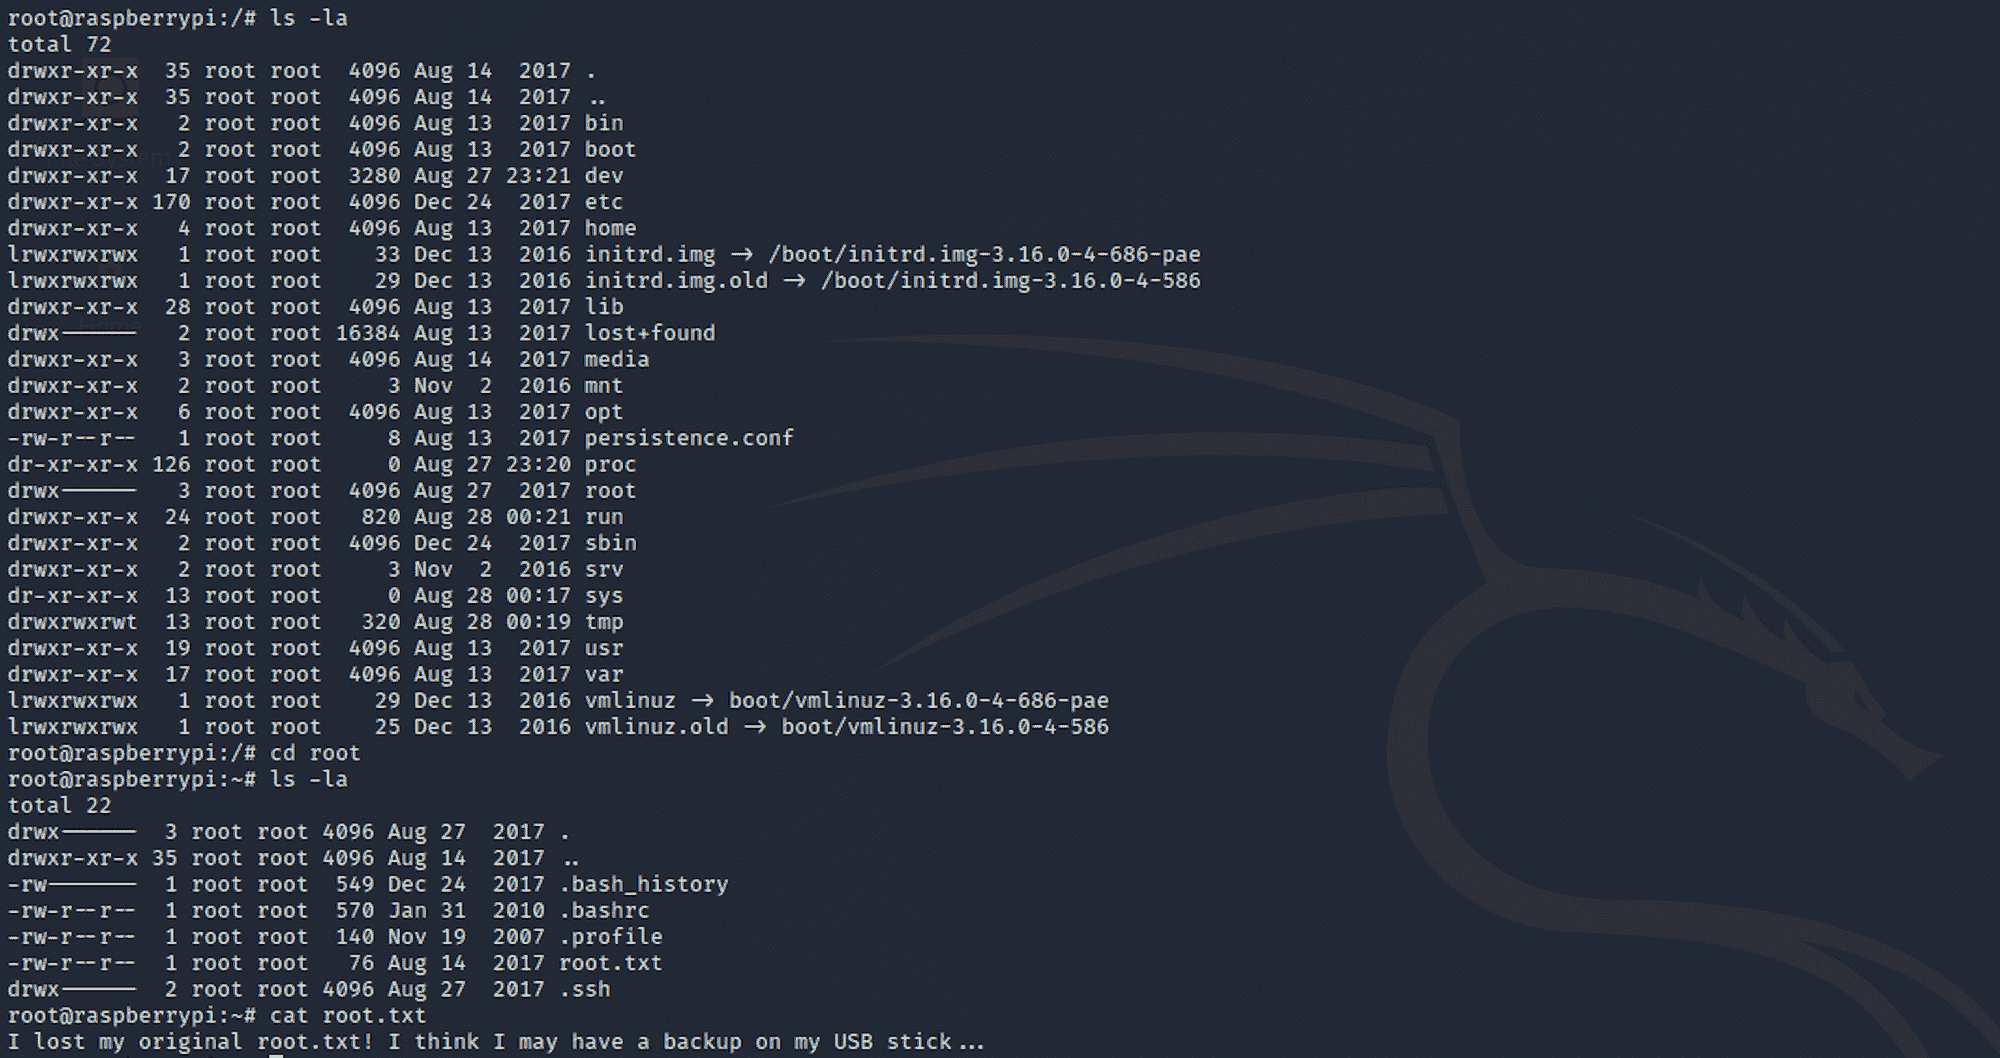 root@raspberrypi:/# ls -la
total 72
drwxr-xr-x  35 root root  4096 Aug 14  2017 .
drwxr-xr-x  35 root root  4096 Aug 14  2017 ..
drwxr-xr-x   2 root root  4096 Aug 13  2017 bin
drwxr-xr-x   2 root root  4096 Aug 13  2017 boot
drwxr-xr-x  17 root root  3280 Aug 27 23:21 dev
drwxr-xr-x 170 root root  4096 Dec 24  2017 etc
drwxr-xr-x   4 root root  4096 Aug 13  2017 home
lrwxrwxrwx   1 root root    33 Dec 13  2016 initrd.img → /boot/initrd.img-3.16.0-4-686-pae
lrwxrwxrwx   1 root root    29 Dec 13  2016 initrd.img.old → /boot/initrd.img-3.16.0-4-586
drwxr-xr-x  28 root root  4096 Aug 13  2017 lib
drwx------   2 root root 16384 Aug 13  2017 lost+found
drwxr-xr-x   3 root root  4096 Aug 14  2017 media
drwxr-xr-x   2 root root     3 Nov  2  2016 mnt
drwxr-xr-x   6 root root  4096 Aug 13  2017 opt
-rw-r--r--   1 root root     8 Aug 13  2017 persistence.conf
dr-xr-xr-x 126 root root     0 Aug 27 23:20 proc
drwx------   3 root root  4096 Aug 27  2017 root
drwxr-xr-x  24 root root   820 Aug 28 00:21 run
drwxr-xr-x   2 root root  4096 Dec 24  2017 sbin
drwxr-xr-x   2 root root     3 Nov  2  2016 srv
dr-xr-xr-x  13 root root     0 Aug 28 00:17 sys
drwxrwxrwt  13 root root   320 Aug 28 00:19 tmp
drwxr-xr-x  19 root root  4096 Aug 13  2017 usr
drwxr-xr-x  17 root root  4096 Aug 13  2017 var
lrwxrwxrwx   1 root root    29 Dec 13  2016 vmlinuz → boot/vmlinuz-3.16.0-4-686-pae
lrwxrwxrwx   1 root root    25 Dec 13  2016 vmlinuz.old → boot/vmlinuz-3.16.0-4-586
root@raspberrypi:/# cd root
root@raspberrypi:~# ls -la
total 22
drwx------  3 root root 4096 Aug 27  2017 .
drwxr-xr-x 35 root root 4096 Aug 14  2017 ..
-rw-------  1 root root  549 Dec 24  2017 .bash_history
-rw-r--r--  1 root root  570 Jan 31  2010 .bashrc
-rw-r--r--  1 root root  140 Nov 19  2007 .profile
-rw-r--r--  1 root root   76 Aug 14  2017 root.txt
drwx------  2 root root 4096 Aug 27  2017 .ssh
root@raspberrypi:~# cat root.txt
I lost my original root.txt! I think I may have a backup on my USB stick...